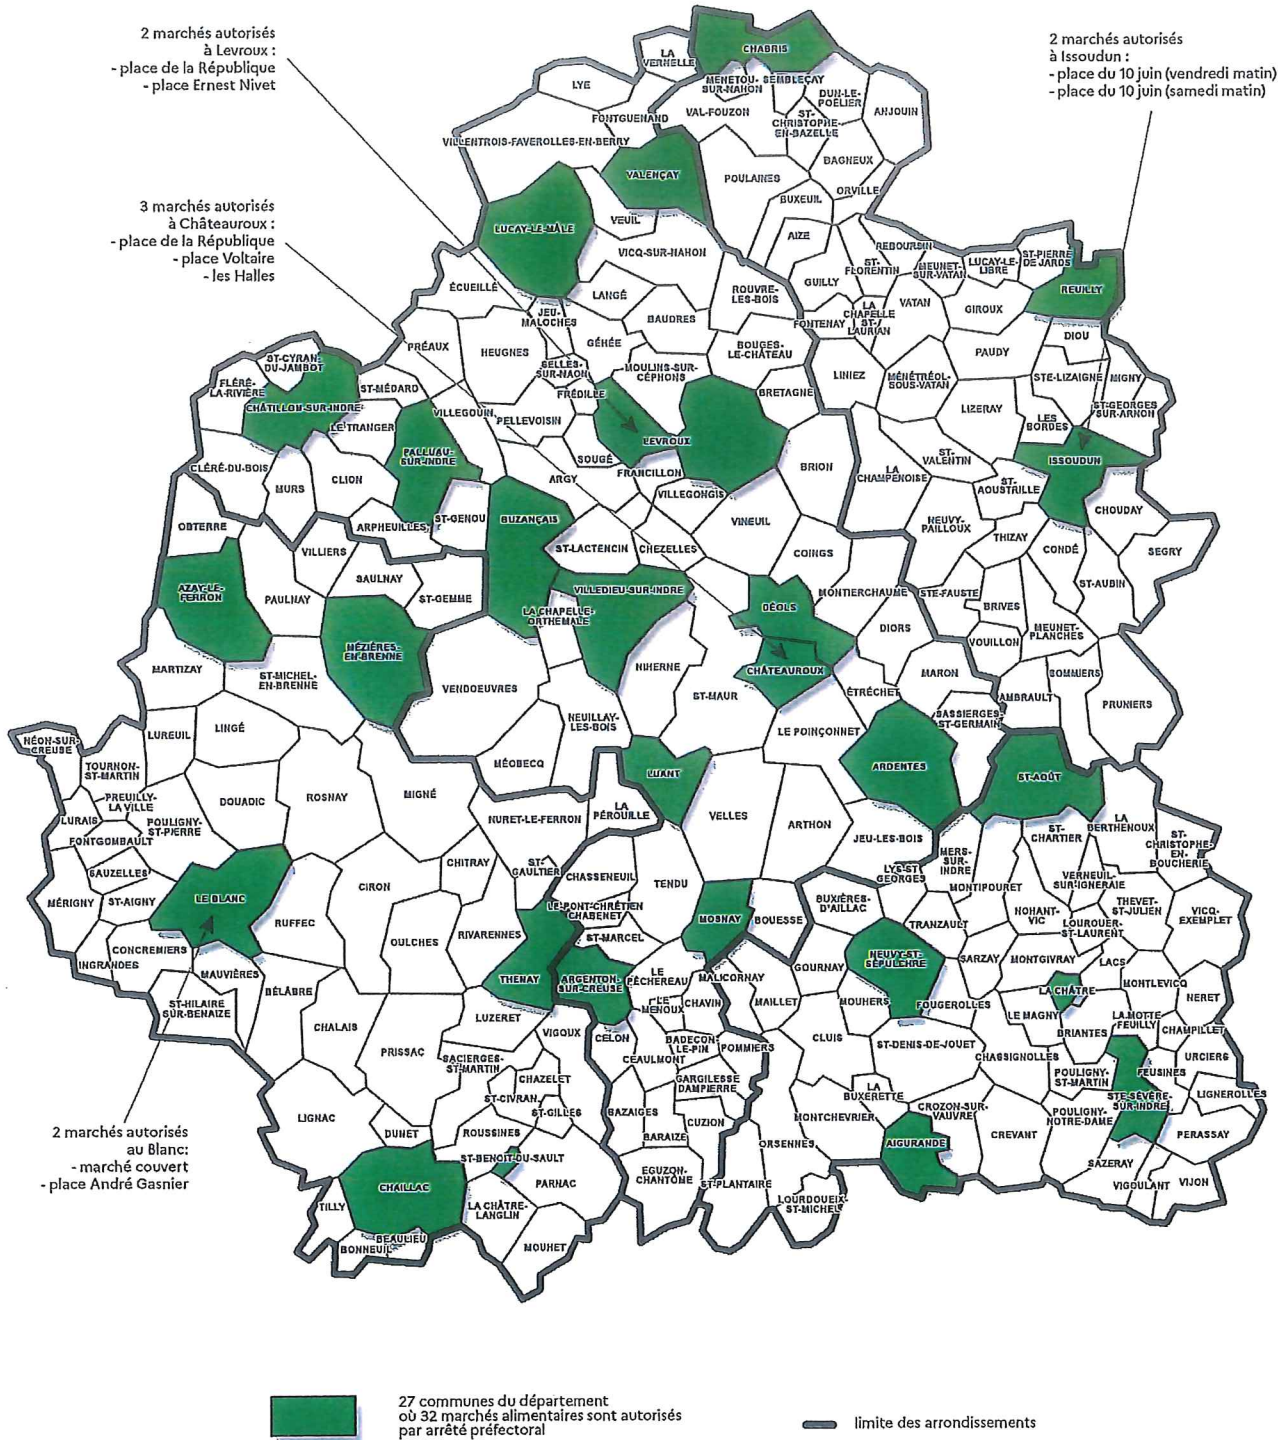 2 marchés autorisés
à Levroux :
- place de la République
- place Ernest Nivet
2 marchés autorisés
à Issoudun :
- place du 10 juin (vendredi matin)
- place du 10 juin (samedi matin)
3 marchés autorisés
à Châteauroux :
- place de la République
- place Voltaire
- les Halles
LA
VERNELLE
CHABRIS
LYE
MENETOU-
SUR-NAHON
SEMBLEÇAY
DUN-LE-
POËLIER
ANJOUIN
FONTGUENAND
VAL-FOUZON
ST-
CHRISTOPHE-
EN-BAZELLE
VILLENTROIS-FAVEROLLES-EN-BERRY
BAGNEUX
VALENÇAY
POULAINES
ORVILLE
BUXEUIL
LUCAY-LE-MÂLE
VEUIL
AIZE
REBOURSIN
VICQ-SUR-NAHON
ST-
FLORENTIN
MEUNET-
SUR-VATAN
LUCAY-LE-
LIBRE
ST-PIERRE
DE JARDS
GUILLY
REUILLY
ÉCUEILLÉ
LANGÉ
ROUVRE-
LES-BOIS
VATAN
GIROUX
JEU-
MALOCHES
BAUDRES
FONTENAY
LA
CHAPELLE
ST-
LAURIAN
DIOU
PRÉAUX
HEUGNES
GÉHÉE
BOUGES-
LE-CHÂTEAU
PAUDY
ST-CYRAN-
DU-JAMBOT
SELLES-
SUR-NAON
MOULINS-SUR-
CÉPHONS
LINIEZ
MÉNÉTRÉOL-
SOUS-VATAN
STE-LIZAIGNE
MIGNY
FLÉRÉ-
LA-RIVIÈRE
ST-MÉDARD
FRÉDILLE
BRETAGNE
CHÂTILLON-SUR-INDRE
VILLEGOUIN
PELLEVOISIN
LIZERAY
LES
BORDES
ST-GEORGES
SUR-ARNON
LE TRANGER
PALLUAU-
SUR-INDRE
LEVROUX
SOUGÉ
ST-
VALENTIN
ISSOUDUN
CLÉRÉ-DU-BOIS
CLION
ARGY
FRANCILLON
BRION
LA
CHAMPENOISE
MURS
VILLEGONGIS
ST-
AOUSTRILLE
CHOUDAY
OBTERRE
ARPHEUILLES
ST-GENOU
BUZANÇAIS
VINEUIL
NEUVY-
PAILLOUX
THIZAY
VILLIERS
ST-LACTENCIN
CHEZELLES
COINGS
CONDÉ
SEGRY
SAULNAY
AZAY-LE-
FERRON
PAULNAY
ST-GEMME
VILLEDIEU-SUR-INDRE
MONTIERCHAUME
STE-FAUSTE
ST-AUBIN
LA CHAPELLE-
ORTHEMALE
DÉOLS
BRIVES
DIORS
MEUNET-
PLANCHES
VOUILLON
MÉZIÈRES-
EN-BRENNE
MARTIZAY
ST-MICHEL-
EN-BRENNE
NIHERNE
CHÂTEAUROUX
MARON
BOMMIERS
VENDOEUVRES
ST-MAUR
ÉTRÉCHET
AMBRAULT
PRUNIERS
SASSIERGES-
ST-GERMAIN
NEUILLAY-
LES-BOIS
LE POINÇONNET
LUREUIL
LINGÉ
NÉON-SUR-
CREUSE
MÉOBECQ
LUANT
ARDENTES
ST-AOÛT
TOURNON-
ST-MARTIN
DOUADIC
ROSNAY
MIGNÉ
PREUILLY-
LA-VILLE
LURAIS
POULIGNY-
ST-PIERRE
NURET-LE-FERRON
LA
PÉROUILLE
VELLES
ARTHON
JEU-LES-BOIS
ST-
CHARTIER
LA
BERTHENOUX
FONTGOMBAULT
ST-
CHRISTOPHE-
EN-
BOUCHERIE
SAUZELLES
CHITRAY
ST-
GAULTIER
CHASSENEUIL
TENDU
LYS-ST
GEORGES
MERS-
SUR-
INDRE
MONTIPOURET
VERNEUIL-
SUR-IGNERAIE
MÉRIGNY
ST-AIGNY
LE BLANC
CIRON
LE-PONT-CHRÉTIEN
CHABENET
MOSNAY
BOUESSE
BUXIÈRES-
D'AILLAC
NOHANT-
VIC
THEVET-
ST-JULIEN
VICQ-
EXEMPLET
RUFFEC
RIVARENNES
TRANZAULT
LOUROUER-
ST-LAURENT
CONCREMIERS
OULCHES
ST-MARCEL
INGRANDES
MAUVIÈRES
THENAY
ARGENTON-
SUR-CREUSE
LE
PÊCHEREAU
MALICORNAY
GOURNAY
NEUVY-ST-
SÉPULCHRE
SARZAY
MONTGIVRAY
LACS
BÉLÂBRE
LA CHÂTRE
MONTLEVICQ
NERET
ST-HILAIRE
SUR-BENAIZE
LE
MENOUX
CHAVIN
MAILLET
MOUHERS
FOUGEROLLES
LE MAGNY
LUZERET
VIGOUX
CELON
LA MOTTE
FEUILLY
CHAMPILLET
CHALAIS
BRIANTES
CEAULMONT
BADECON-
LE-PIN
POMMIERS
CLUIS
ST-DENIS-DE-JOUET
PRISSAC
SACIERGES-
ST-MARTIN
CHASSIGNOLLES
URCIERS
CHAZELET
GARGILESSE
DAMPIERRE
POULIGNY-
ST-MARTIN
FEUSINES
ST-CIVRAN
LA
BUXERETTE
STE-SÉVÈRE-
SUR-INDRE
LIGNEROLLES
LIGNAC
ST-GILLES
BAZAIGES
CUZION
MONTCHEVRIER
CROZON-SUR-
VAUVRE
POULIGNY-
NOTRE-DAME
DUNET
ROUSSINES
BARAIZE
ORSENNES
AIGURANDE
CREVANT
PERASSAY
ST-BENOIT-DU-SAULT
SAZERAY
CHAILLAC
PARNAC
EGUZON-
CHANTÔME
ST-PLANTAIRE
VIGOULANT
VIJON
TILLY
LA CHÂTRE-
LANGLIN
LOURDOUEIX-
ST-MICHEL
BEAULIEU
BONNEUIL
MOUHET
2 marchés autorisés
au Blanc:
- marché couvert
- place André Gasnier
27 communes du département
où 32 marchés alimentaires sont autorisés
par arrêté préfectoral
limite des arrondissements